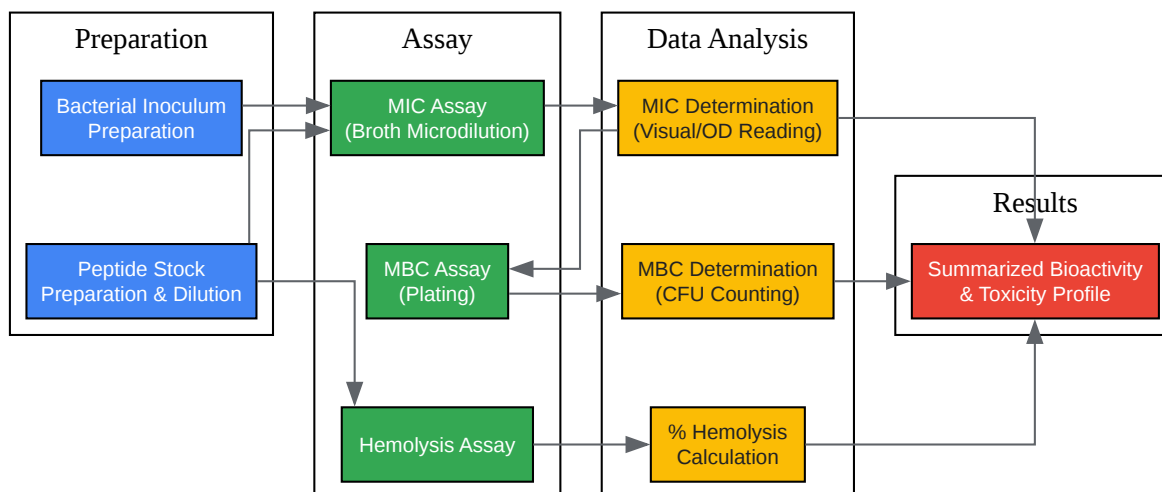 Preparation
Bacterial Inoculum
Preparation
Peptide Stock
Preparation & Dilution
Assay
MIC Assay
(Broth Microdilution)
MBC Assay
(Plating)
Hemolysis Assay
Data Analysis
MIC Determination
(Visual/OD Reading)
MBC Determination
(CFU Counting)
% Hemolysis
Calculation
Results
Summarized Bioactivity
& Toxicity Profile